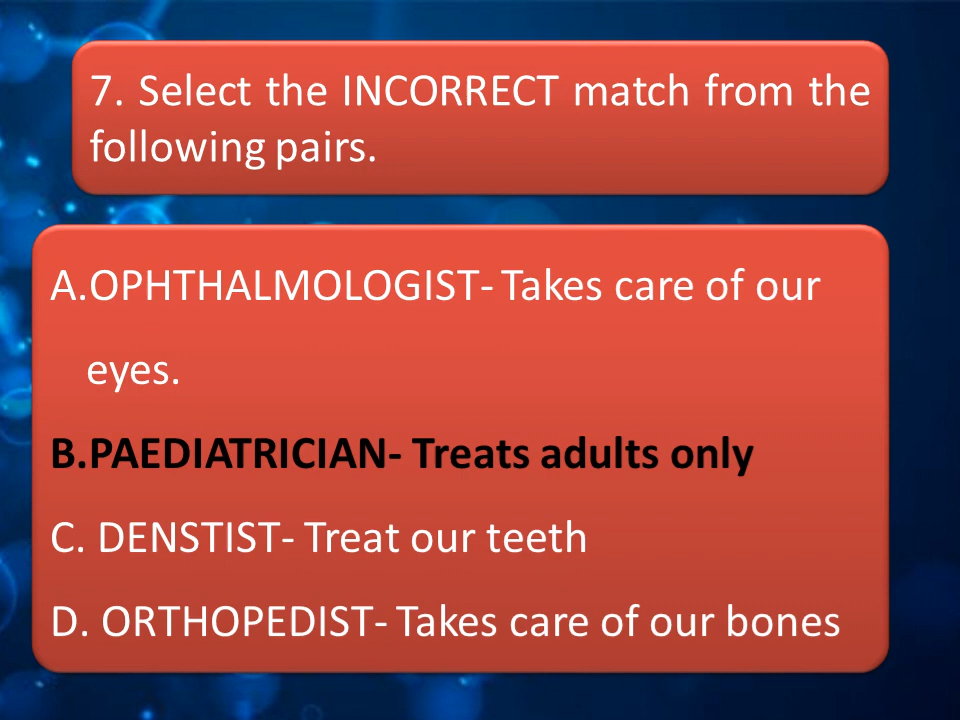 7. Select the INCORRECT match from the
following pairs.
A.OPHTHALMOLOGIST- Takes care of our
eyes.
B.PAEDIATRICIAN- Treats adults only
C. DENSTIST- Treat our teeth
D. ORTHOPEDIST- Takes care of our bones